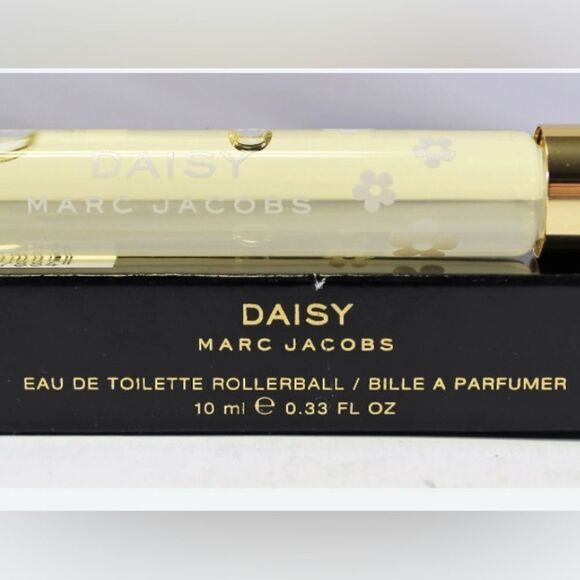 DAISY
MARC JACOBS
DAISY
MARC JACOBS
EAU DE TOILETTE ROLLERBALL / BILLE A PARFUMER
10 ml ℮ 0.33 FL OZ